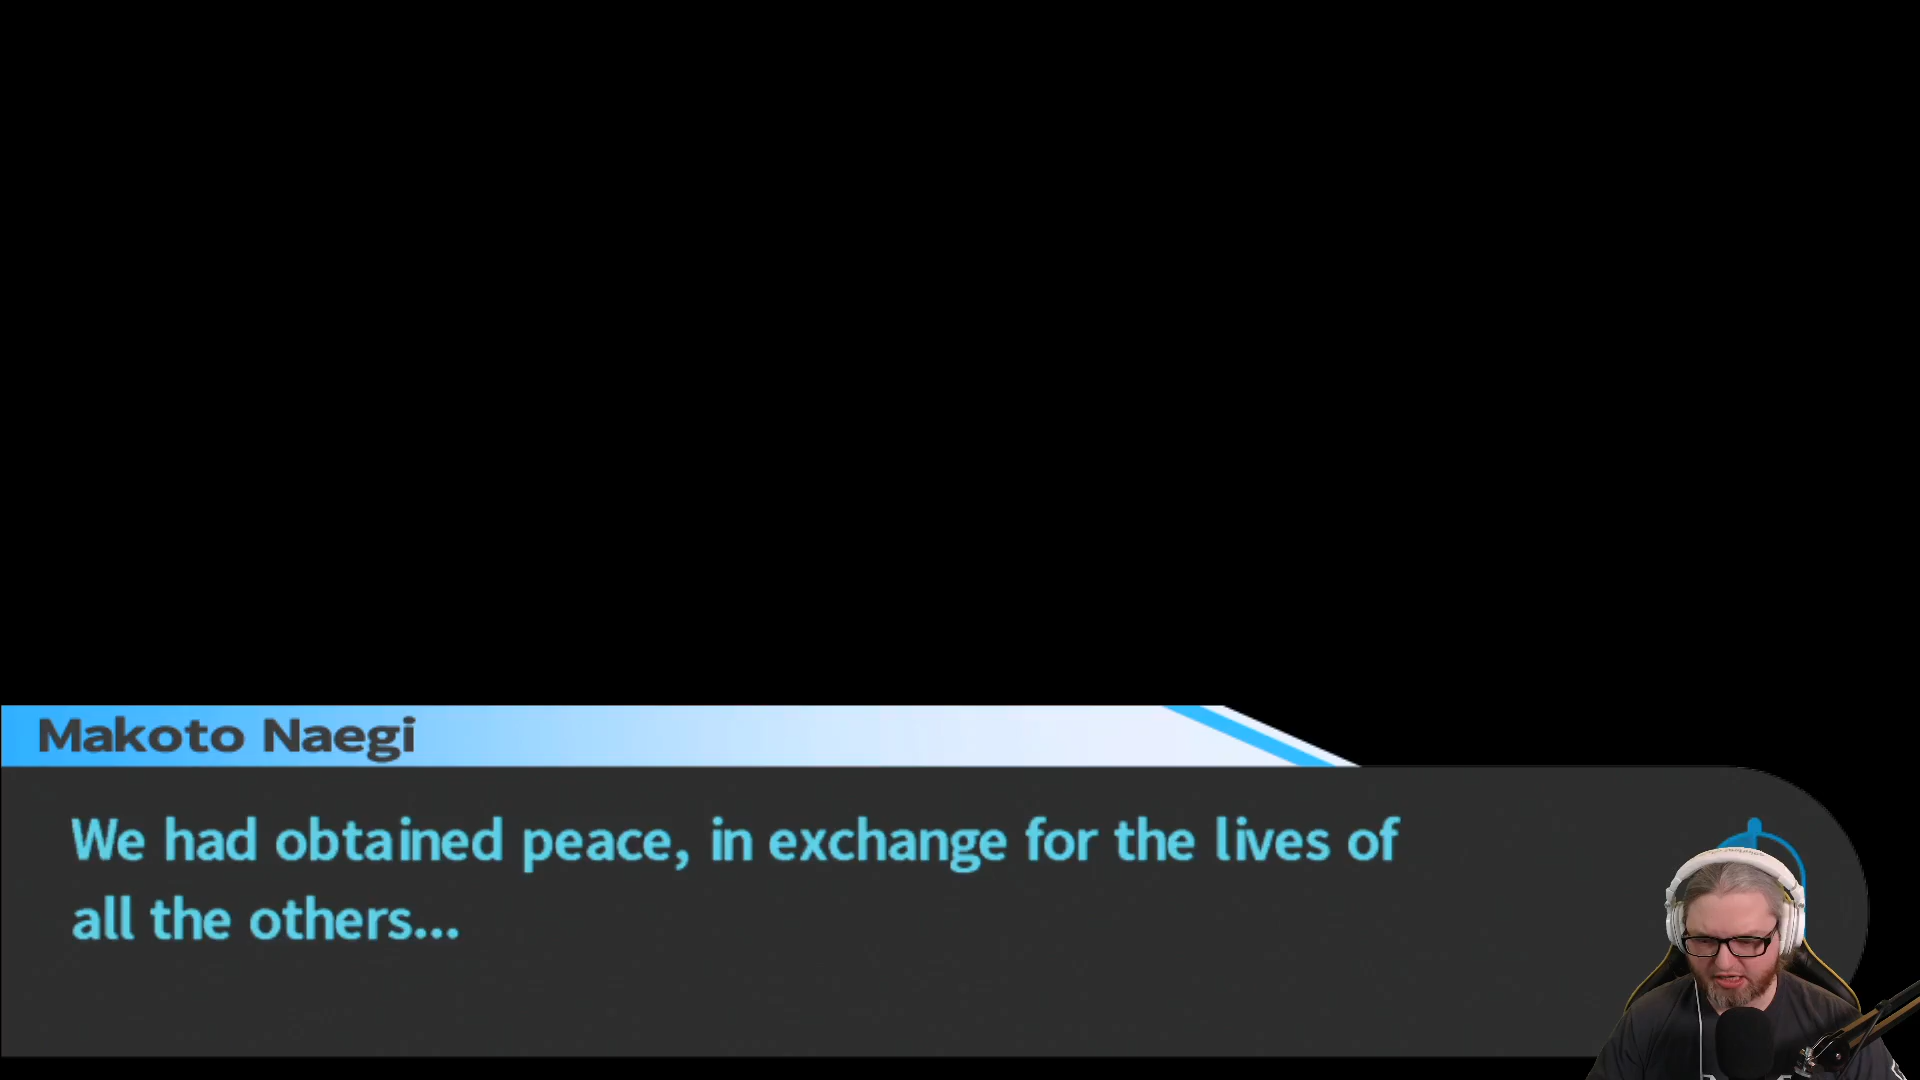 Makoto Naegi
We had obtained peace, in exchange for the lives of
all the others...